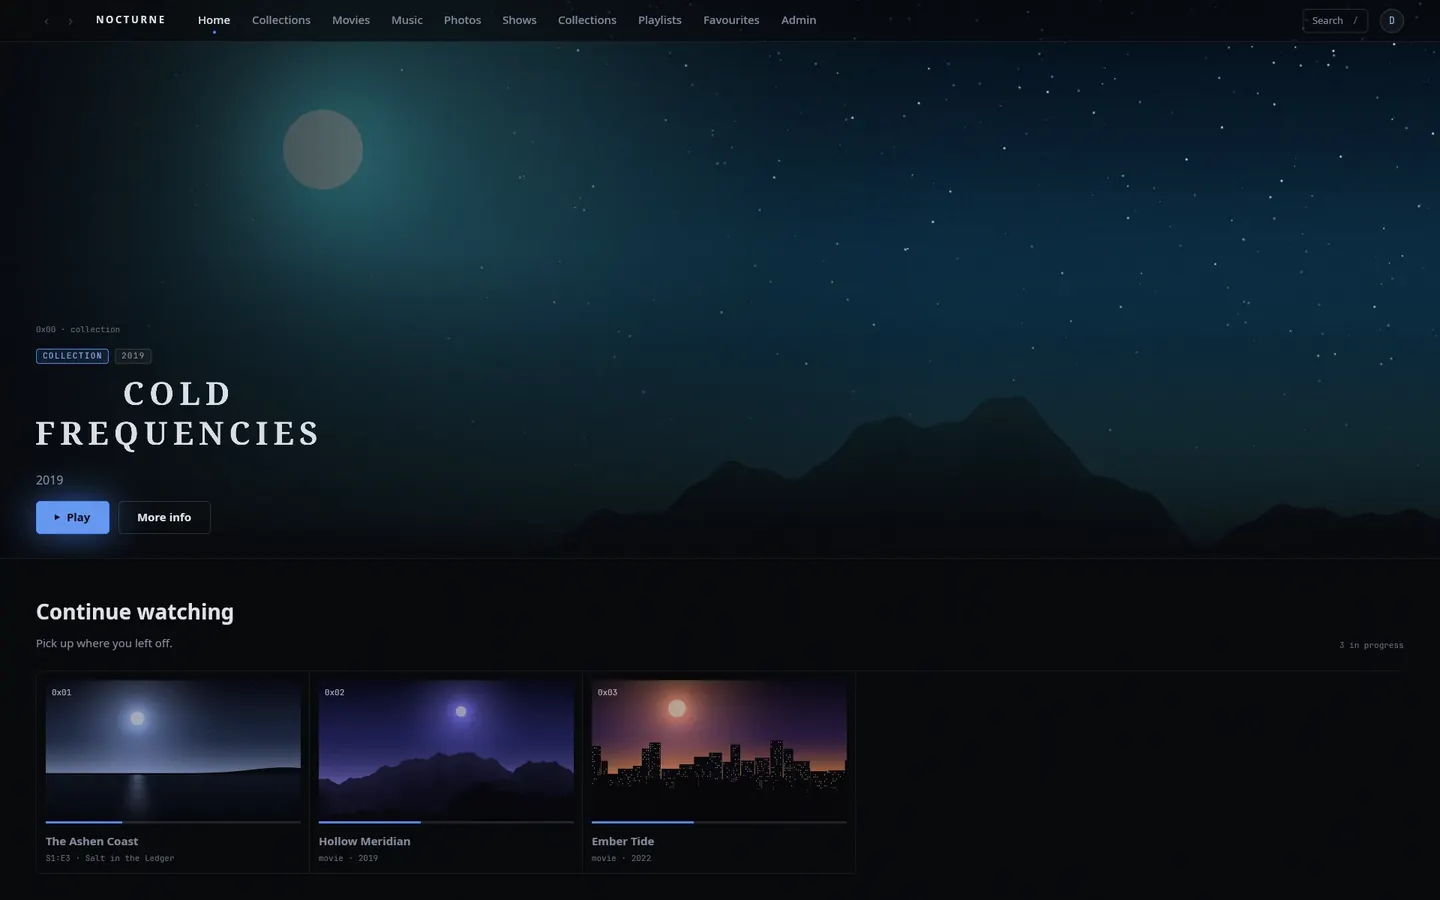 ‹ › NOCTURNE Home Collections Movies Music Photos Shows Collections Playlists Favourites Admin Search / D
0x00 · collection
COLLECTION 2019
COLD
FREQUENCIES
2019
Play More info
Continue watching
Pick up where you left off.
3 in progress
0x01 0x02 0x03
The Ashen Coast Hollow Meridian Ember Tide
S1:E3 · Salt in the Ledger movie · 2019 movie · 2022